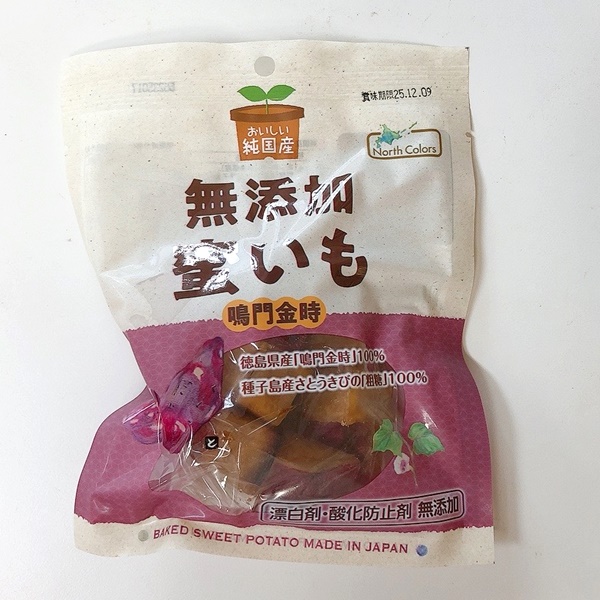 賞味期限25.12.09
おいしい
純国産
North Colors
無添加
蜜いも
鳴門金時
徳島県産「鳴門金時」100%
種子島産さとうきびの「粗糖」100%
と
漂白剤・酸化防止剤 無添加
BAKED SWEET POTATO MADE IN JAPAN